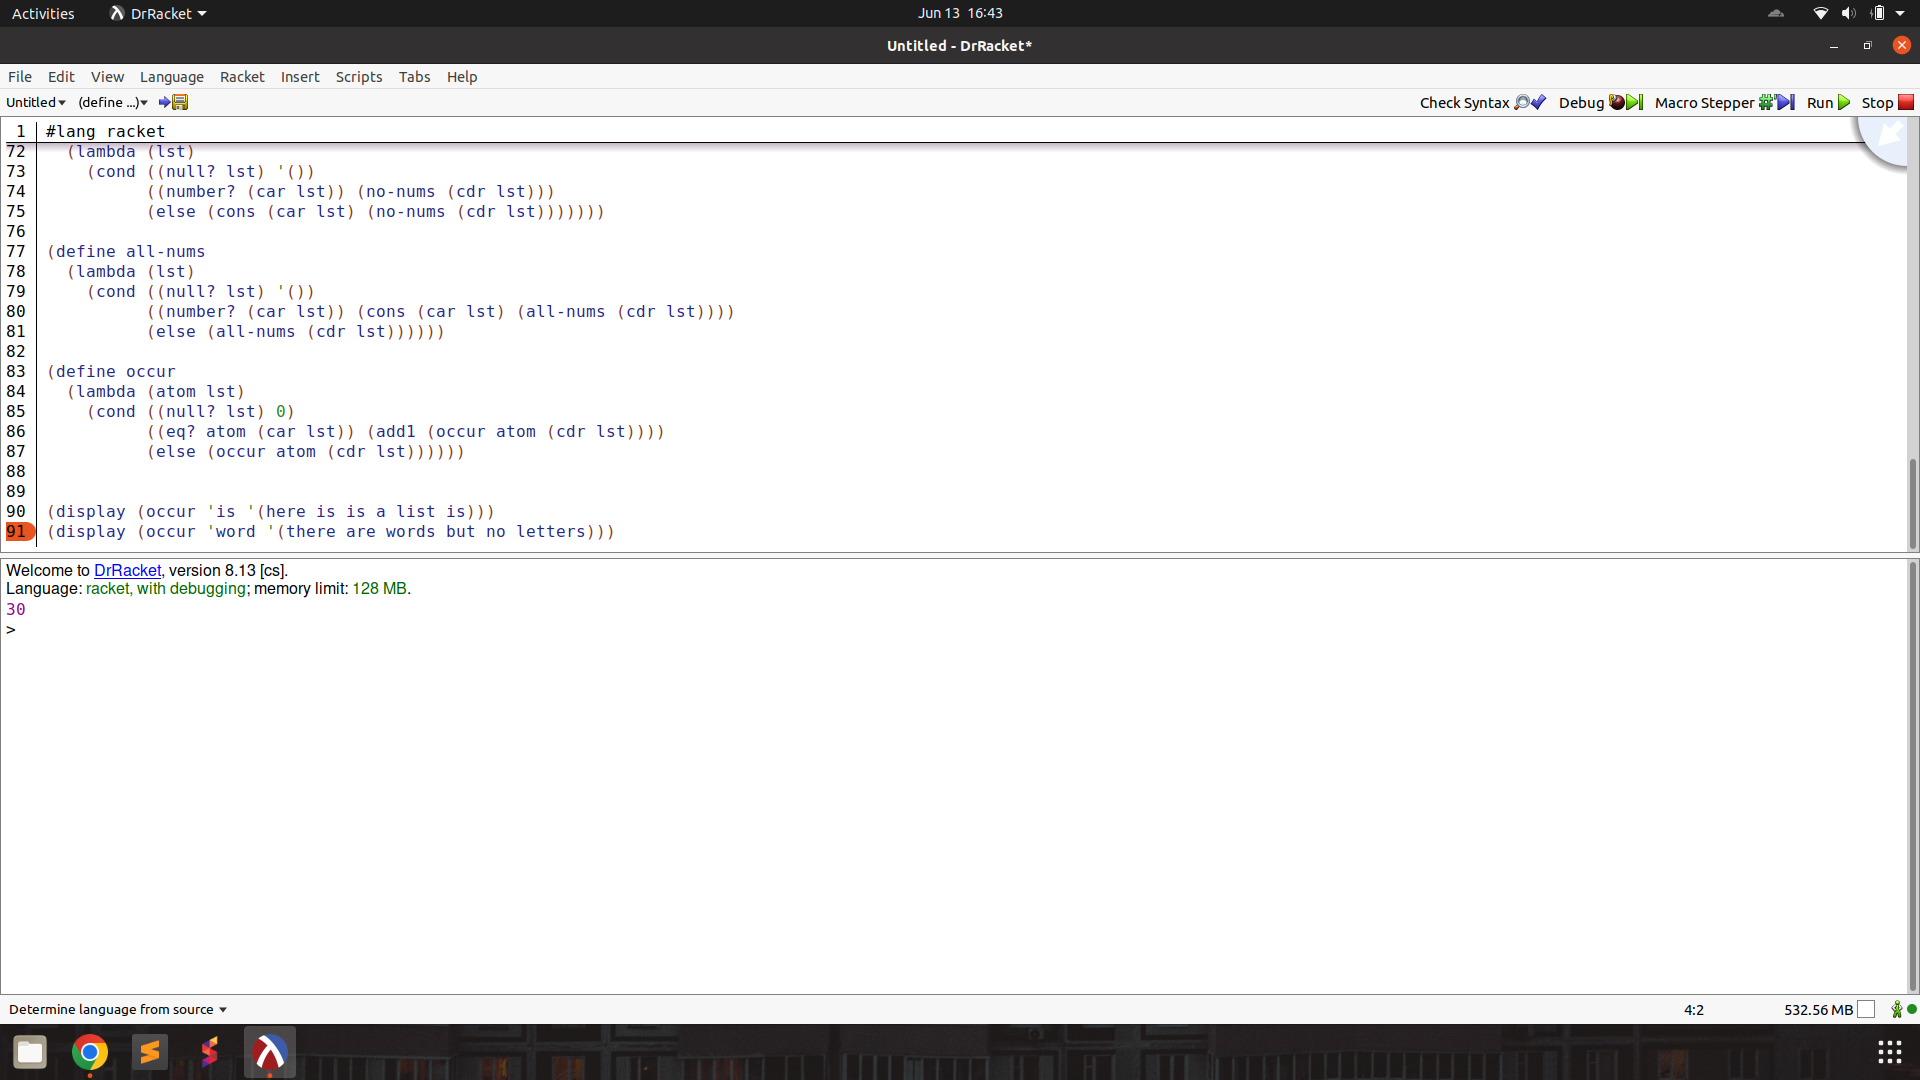 Activities DrRacket Jun 13 16:43
Untitled - DrRacket*
File Edit View Language Racket Insert Scripts Tabs Help
Untitled (define ...) Check Syntax Debug Macro Stepper Run Stop
1 #lang racket
72   (lambda (lst)
73     (cond ((null? lst) '())
74           ((number? (car lst)) (no-nums (cdr lst)))
75           (else (cons (car lst) (no-nums (cdr lst)))))))
76
77 (define all-nums
78   (lambda (lst)
79     (cond ((null? lst) '())
80           ((number? (car lst)) (cons (car lst) (all-nums (cdr lst))))
81           (else (all-nums (cdr lst))))))
82
83 (define occur
84   (lambda (atom lst)
85     (cond ((null? lst) 0)
86           ((eq? atom (car lst)) (add1 (occur atom (cdr lst))))
87           (else (occur atom (cdr lst))))))
88
89
90 (display (occur 'is '(here is is a list is)))
91 (display (occur 'word '(there are words but no letters)))
Welcome to DrRacket, version 8.13 [cs].
Language: racket, with debugging; memory limit: 128 MB.
30
>
Determine language from source 4:2 532.56 MB